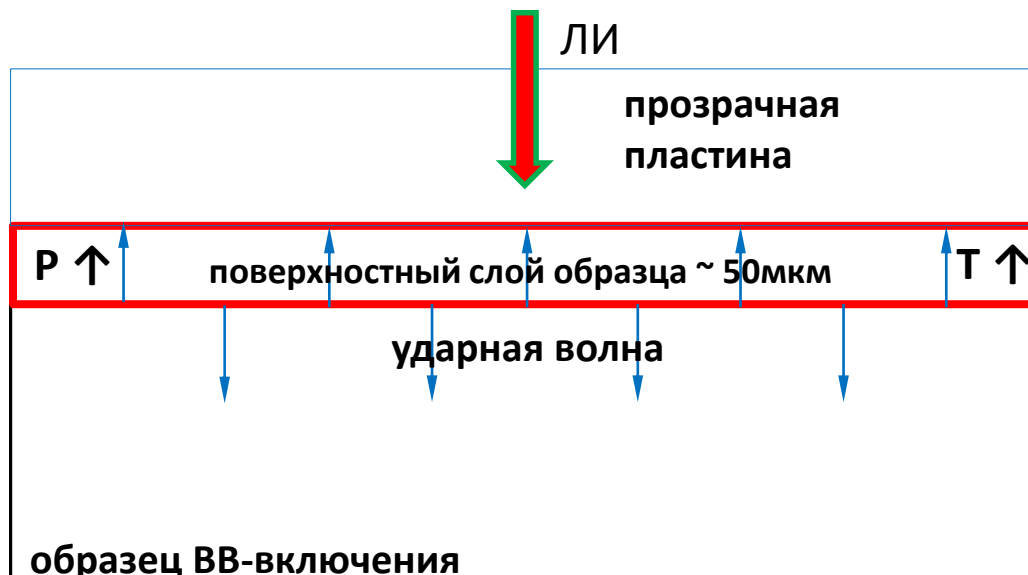 ЛИ
прозрачная
пластина
P ↑
поверхностный слой образца ~ 50мкм
T ↑
ударная волна
образец ВВ-включения